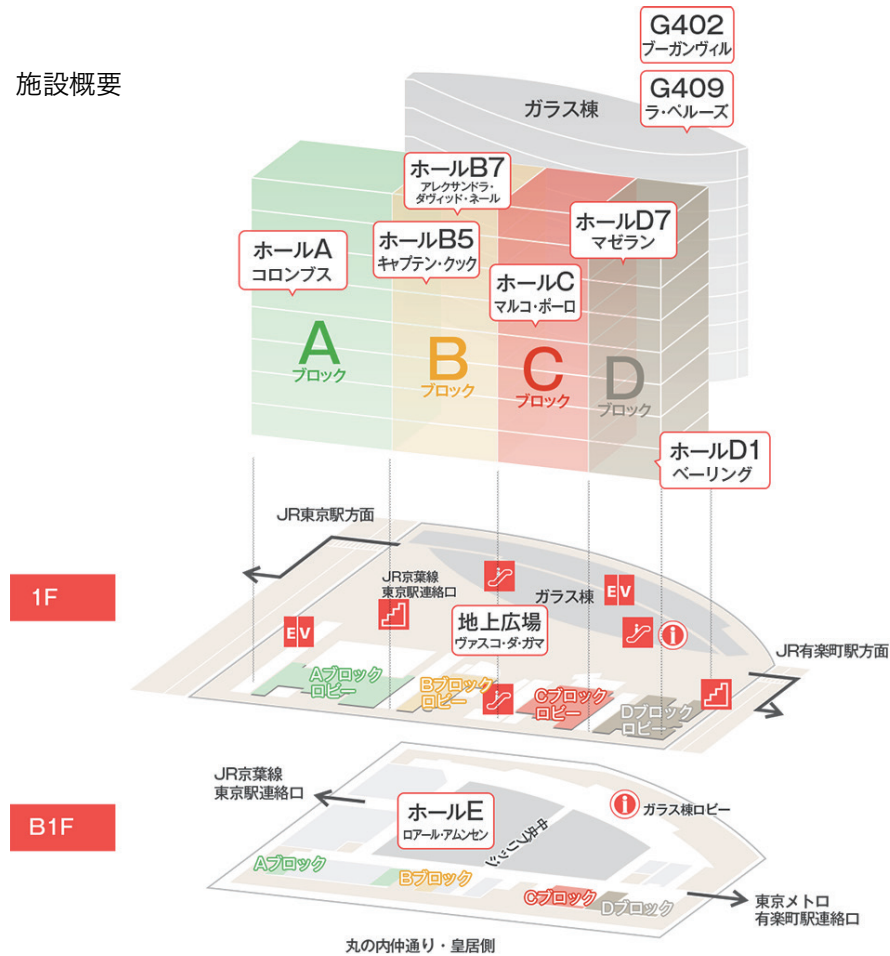 施設概要
G402
ブーガンヴィル
G409
ラ・ペルーズ
ガラス棟
ホールB7
アレクサンドラ・
ダヴィッド・ネール
ホールA
コロンブス
ホールB5
キャプテン・クック
ホールD7
マゼラン
ホールC
マルコ・ポーロ
A
ブロック
B
ブロック
C
ブロック
D
ブロック
ホールD1
ベーリング
JR東京駅方面
1F
JR京葉線
東京駅連絡口
ガラス棟
EV
地上広場
ヴァスコ・ダ・ガマ
EV
i
JR有楽町駅方面
Aブロック
ロビー
Bブロック
ロビー
Cブロック
ロビー
Dブロック
ロビー
JR京葉線
東京駅連絡口
B1F
ホールE
ロアール・アムンセン
中央ブリッジ
i
ガラス棟ロビー
Aブロック
Bブロック
Cブロック
Dブロック
東京メトロ
有楽町駅連絡口
丸の内仲通り・皇居側